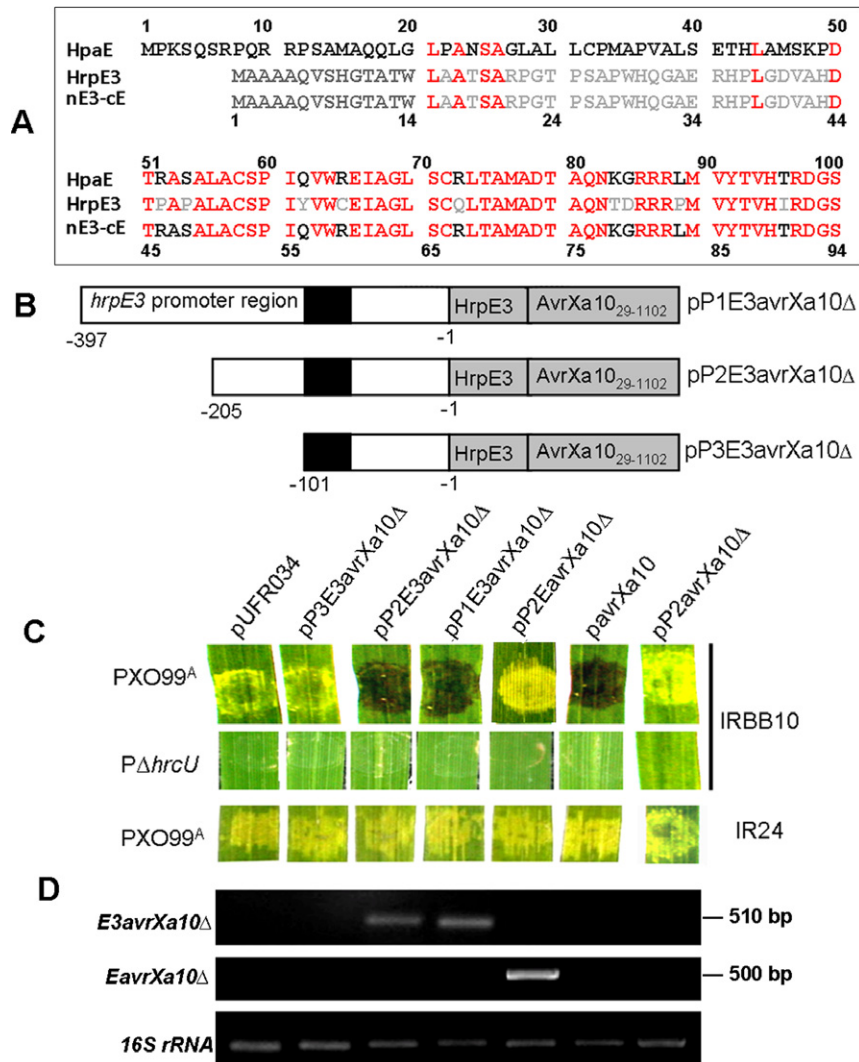 1 10 20 30 40 50
HpaE MPKSQSRPQR RPSAMAQQLG LPANSAGLAL LCPMAPVALS ETHLAMSKPD
HrpE3 MAAAAQVSHGTATW LAATSARPGT PSAPWHQGAER RHPLGDVAHD
nE3-cE
1 14 24 34 44
A
51 60 70 80 90 100
HpaE TRASALACSP IQVWREIAGL SCRLTAMADT AQNKGRRRLM VYTVHTRDGS
HrpE3 TPAPALACSP IYVWCEIAGL SCQLTAMADT AQNTDRRRPM VYTVHIRDGS
nE3-cE TRASALACSP IQVWREIAGL SCRLTAMADT AQNKGRRRLM VYTVHTRDGS
45 55 65 75 85 94
B
hrpE3 promoter region HrpE3 AvrXa10₂₉₋₁₁₀₂ pP1E3avrXa10Δ
-397 -1
HrpE3 AvrXa10₂₉₋₁₁₀₂ pP2E3avrXa10Δ
-205 -1
HrpE3 AvrXa10₂₉₋₁₁₀₂ pP3E3avrXa10Δ
-101 -1
C
pUFR034 pP3E3avrXa10Δ pP2E3avrXa10Δ pP1E3avrXa10Δ pP2EavrXa10Δ pavrXa10 pP2avrXa10Δ
PXO99ᴬ
IRBB10
PΔhrcU
PXO99ᴬ IR24
D
E3avrXa10Δ 510 bp
EavrXa10Δ 500 bp
16S rRNA